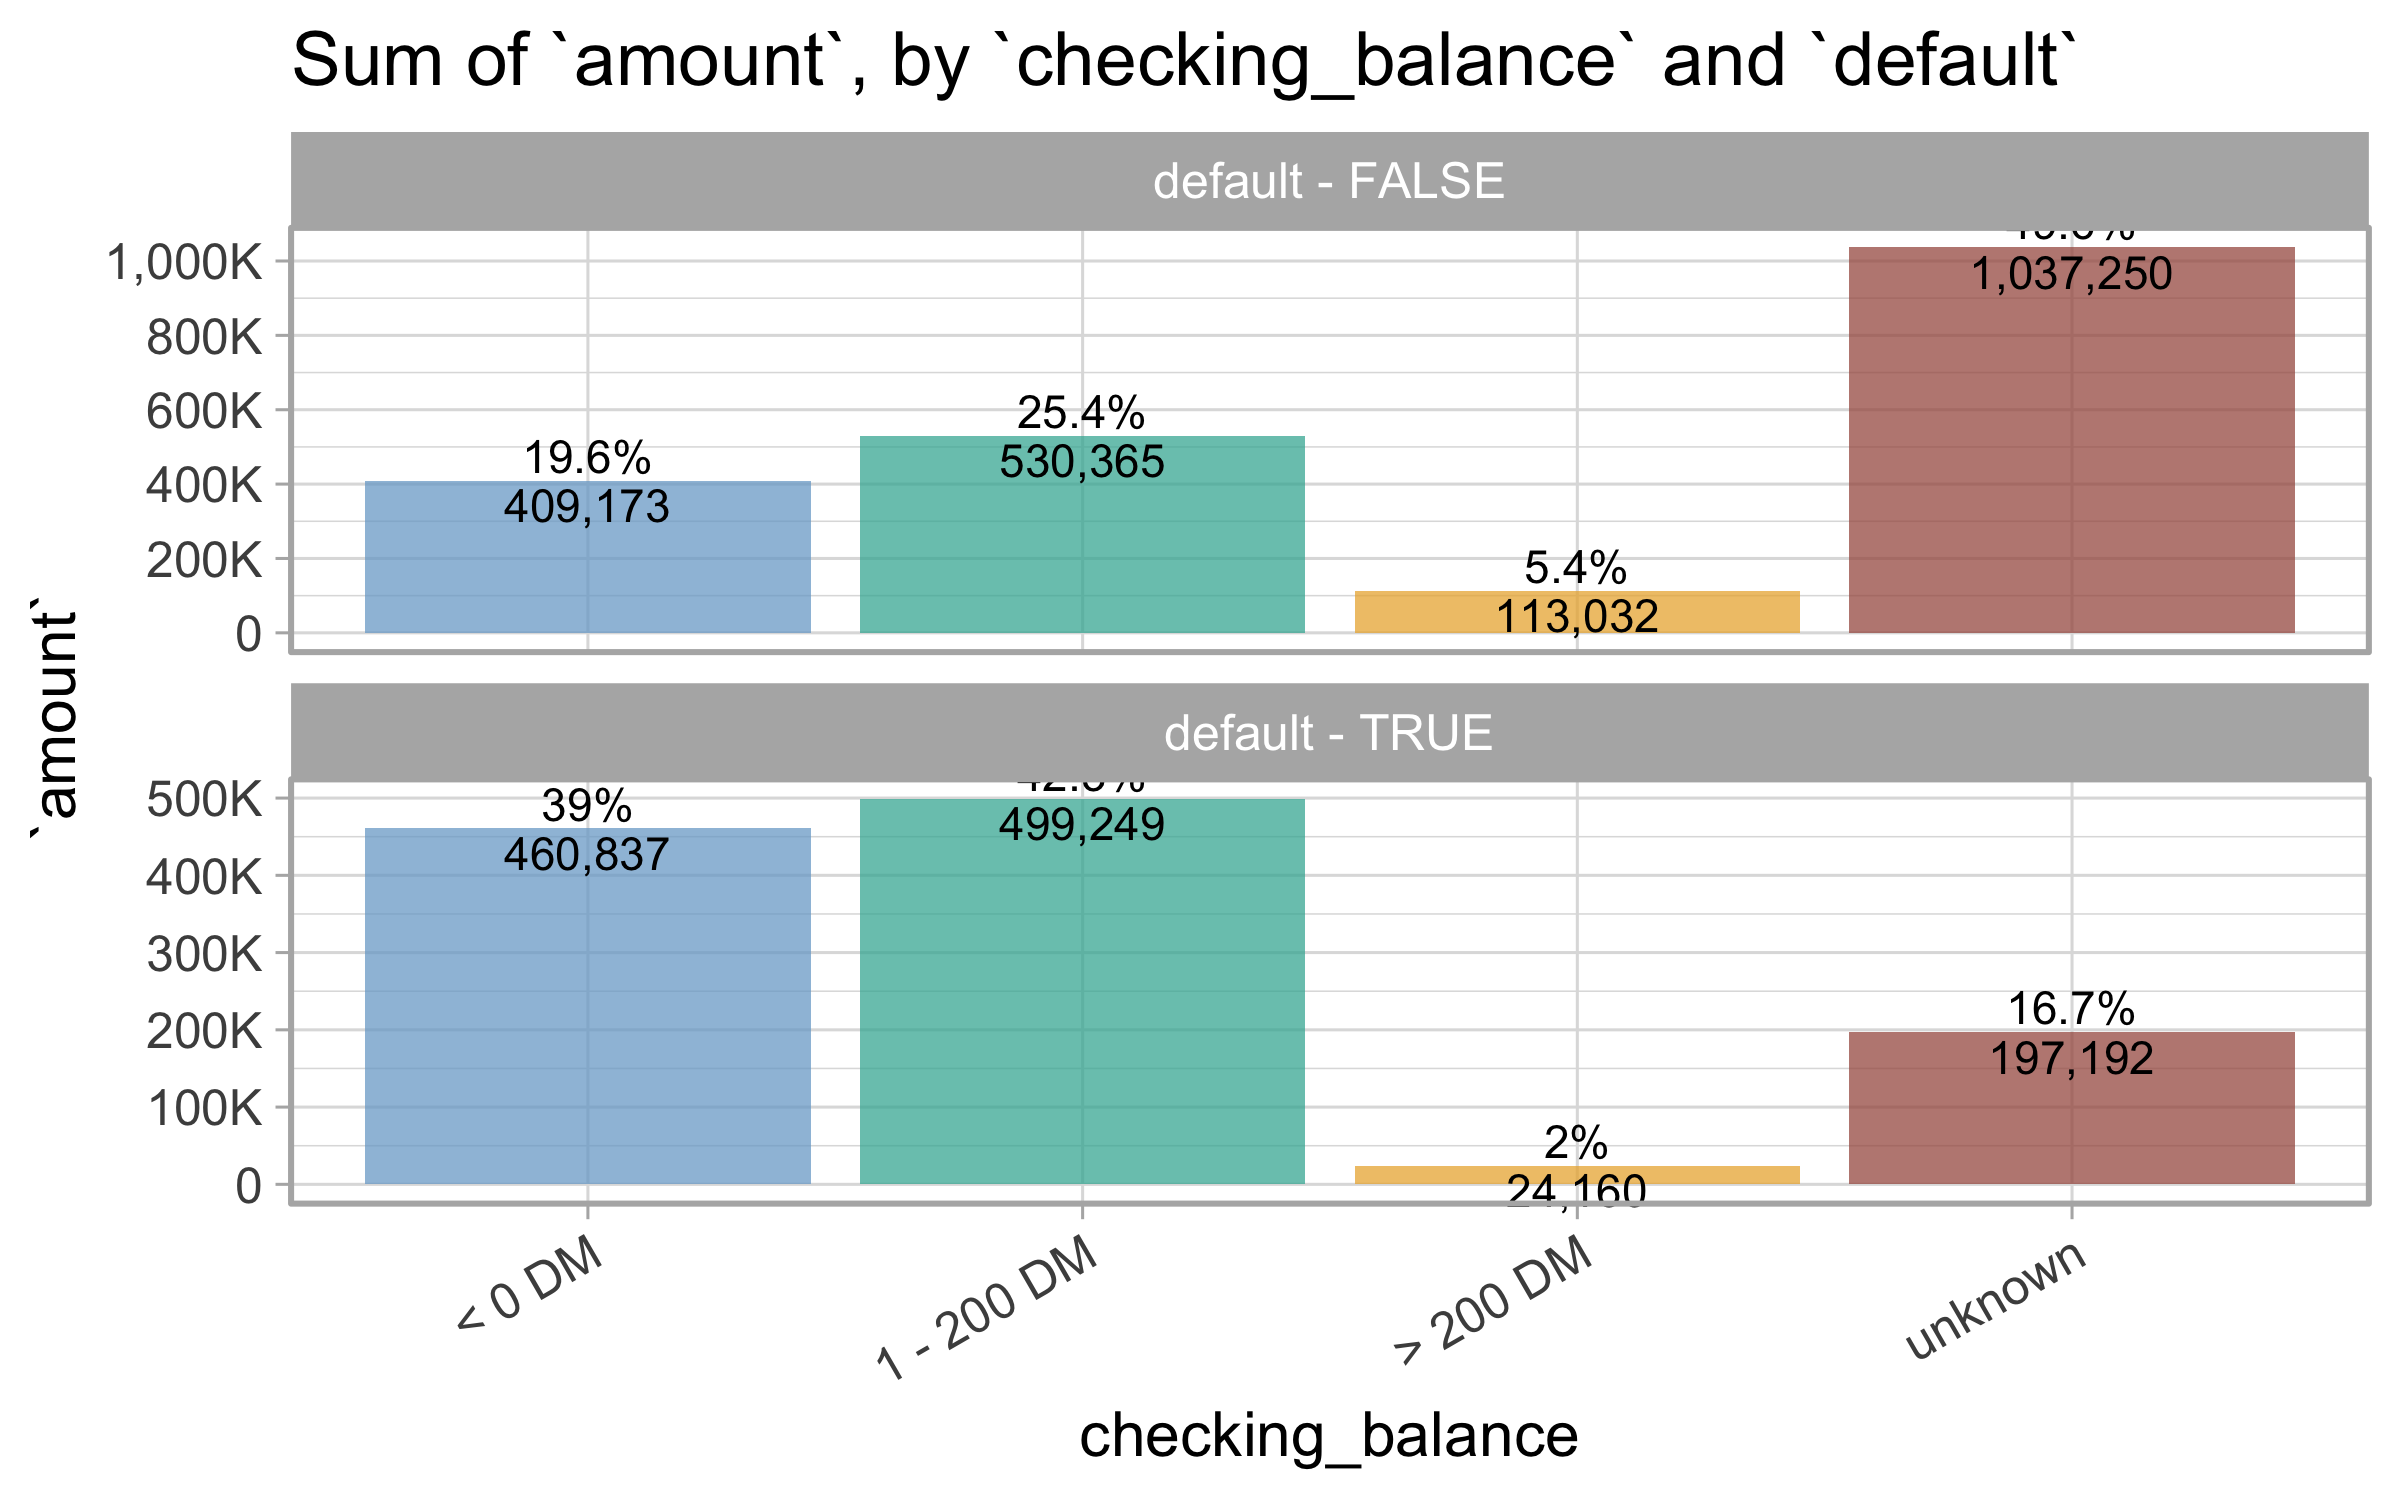 Sum of `amount`, by `checking_balance` and `default`
default - FALSE
1,000K
800K
600K
400K
200K
0
19.6%
409,173
25.4%
530,365
5.4%
113,032
1,037,250
`amount`
default - TRUE
500K
400K
300K
200K
100K
0
39%
460,837
499,249
2%
24,160
16.7%
197,192
< 0 DM
1 - 200 DM
> 200 DM
unknown
checking_balance